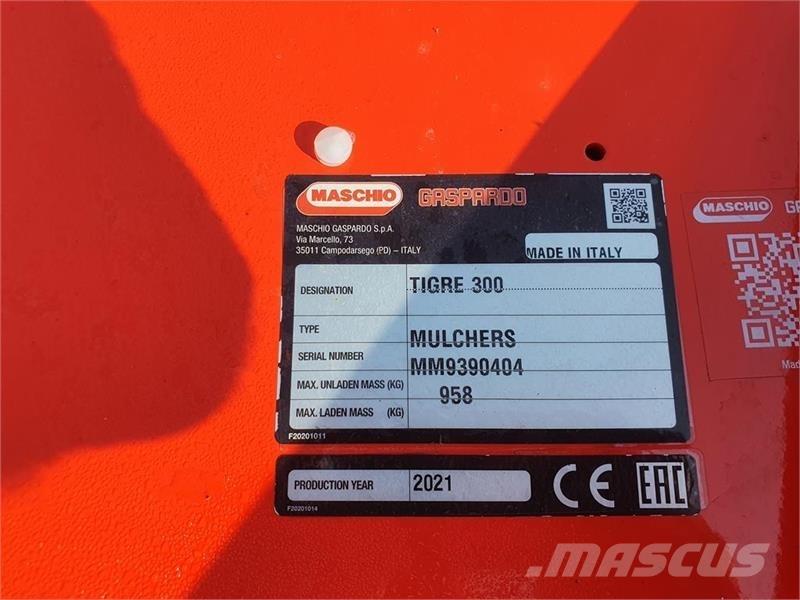 MASCHIO GASPARDO
MASCHIO GASPARDO S.p.A.
Via Marcello, 73
35011 Campodarsego (PD) – ITALY
MADE IN ITALY
DESIGNATION TIGRE 300
TYPE MULCHERS
SERIAL NUMBER MM9390404
MAX. UNLADEN MASS (KG) 958
MAX. LADEN MASS (KG)
F20201011
PRODUCTION YEAR 2021
CE EAC
F20201014
MASCHIO
Mad
MASCUS